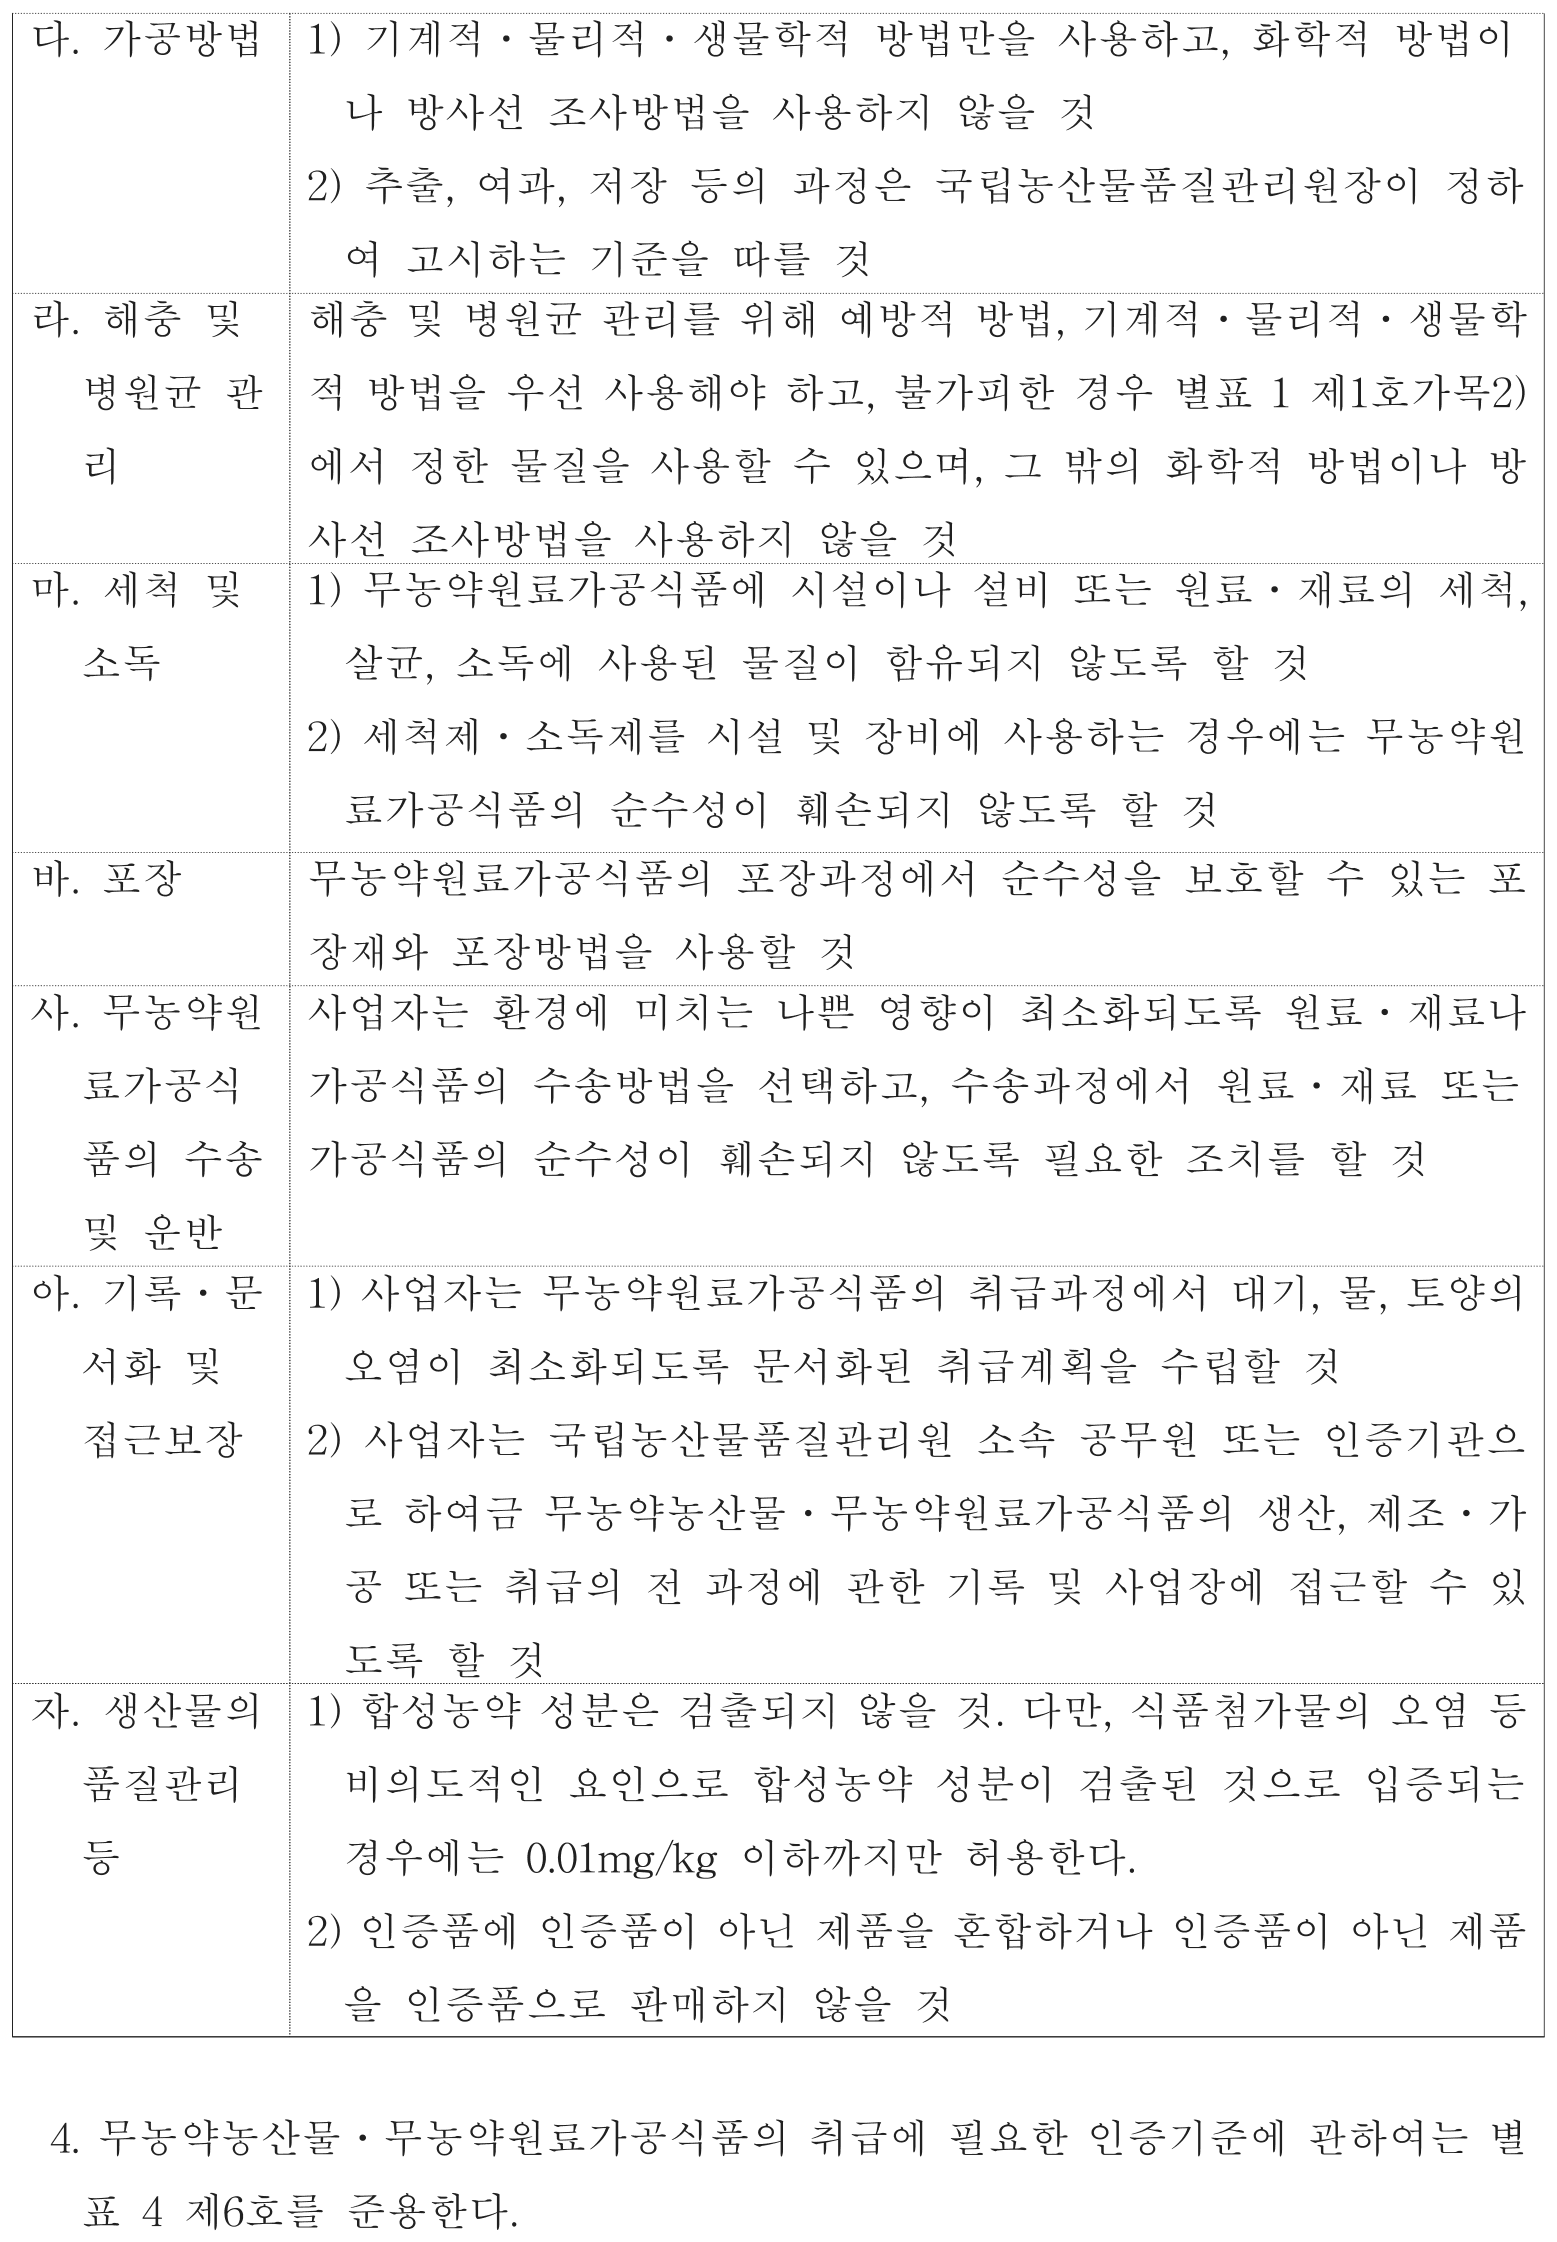 다. 가공방법
1) 기계적·물리적·생물학적 방법만을 사용하고, 화학적 방법이
나 방사선 조사방법을 사용하지 않을 것
2) 추출, 여과, 저장 등의 과정은 국립농산물품질관리원장이 정하
여 고시하는 기준을 따를 것
라. 해충 및
병원균 관
리
해충 및 병원균 관리를 위해 예방적 방법, 기계적·물리적·생물학
적 방법을 우선 사용해야 하고, 불가피한 경우 별표 1 제1호가목2)
에서 정한 물질을 사용할 수 있으며, 그 밖의 화학적 방법이나 방
사선 조사방법을 사용하지 않을 것
마. 세척 및
소독
1) 무농약원료가공식품에 시설이나 설비 또는 원료·재료의 세척,
살균, 소독에 사용된 물질이 함유되지 않도록 할 것
2) 세척제·소독제를 시설 및 장비에 사용하는 경우에는 무농약원
료가공식품의 순수성이 훼손되지 않도록 할 것
바. 포장
무농약원료가공식품의 포장과정에서 순수성을 보호할 수 있는 포
장재와 포장방법을 사용할 것
사. 무농약원
료가공식
품의 수송
및 운반
사업자는 환경에 미치는 나쁜 영향이 최소화되도록 원료·재료나
가공식품의 수송방법을 선택하고, 수송과정에서 원료·재료 또는
가공식품의 순수성이 훼손되지 않도록 필요한 조치를 할 것
아. 기록·문
서화 및
접근보장
1) 사업자는 무농약원료가공식품의 취급과정에서 대기, 물, 토양의
오염이 최소화되도록 문서화된 취급계획을 수립할 것
2) 사업자는 국립농산물품질관리원 소속 공무원 또는 인증기관으
로 하여금 무농약농산물·무농약원료가공식품의 생산, 제조·가
공 또는 취급의 전 과정에 관한 기록 및 사업장에 접근할 수 있
도록 할 것
자. 생산물의
품질관리
등
1) 합성농약 성분은 검출되지 않을 것. 다만, 식품첨가물의 오염 등
비의도적인 요인으로 합성농약 성분이 검출된 것으로 입증되는
경우에는 0.01mg/kg 이하까지만 허용한다.
2) 인증품에 인증품이 아닌 제품을 혼합하거나 인증품이 아닌 제품
을 인증품으로 판매하지 않을 것
4. 무농약농산물·무농약원료가공식품의 취급에 필요한 인증기준에 관하여는 별
표 4 제6호를 준용한다.